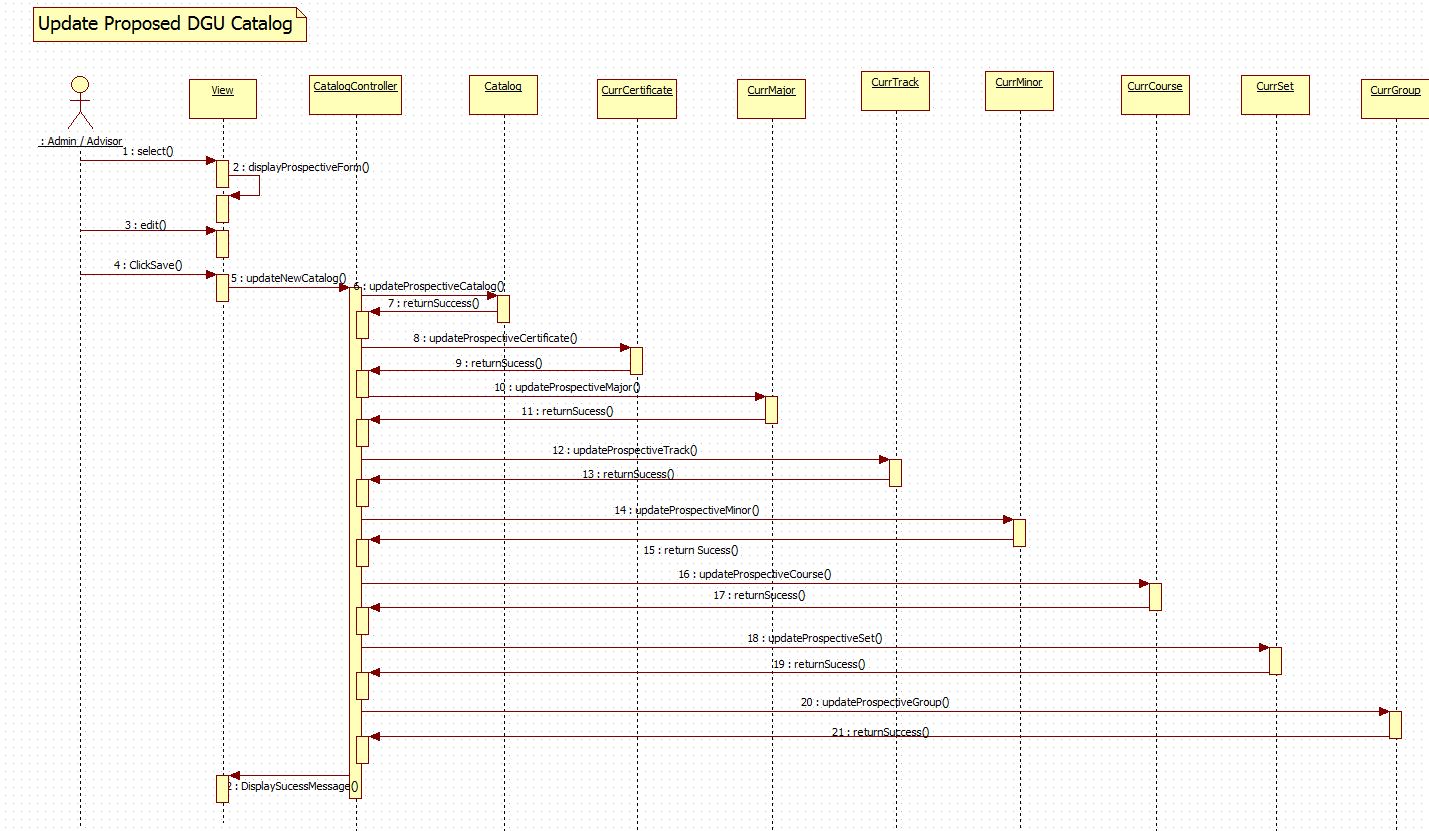 Update Proposed DGU Catalog
View
CatalogController
Catalog
CurrCertificate
CurrMajor
CurrTrack
CurrMinor
CurrCourse
CurrSet
CurrGroup
: Admin / Advisor
1 : select()
2 : displayProspectiveForm()
3 : edit()
4 : ClickSave()
5 : updateNewCatalog()
6 : updateProspectiveCatalog()
7 : returnSuccess()
8 : updateProspectiveCertificate()
9 : returnSucess()
10 : updateProspectiveMajor()
11 : returnSucess()
12 : updateProspectiveTrack()
13 : returnSucess()
14 : updateProspectiveMinor()
15 : return Sucess()
16 : updateProspectiveCourse()
17 : returnSucess()
18 : updateProspectiveSet()
19 : returnSucess()
20 : updateProspectiveGroup()
21 : returnSuccess()
2 : DisplaySucessMessage()